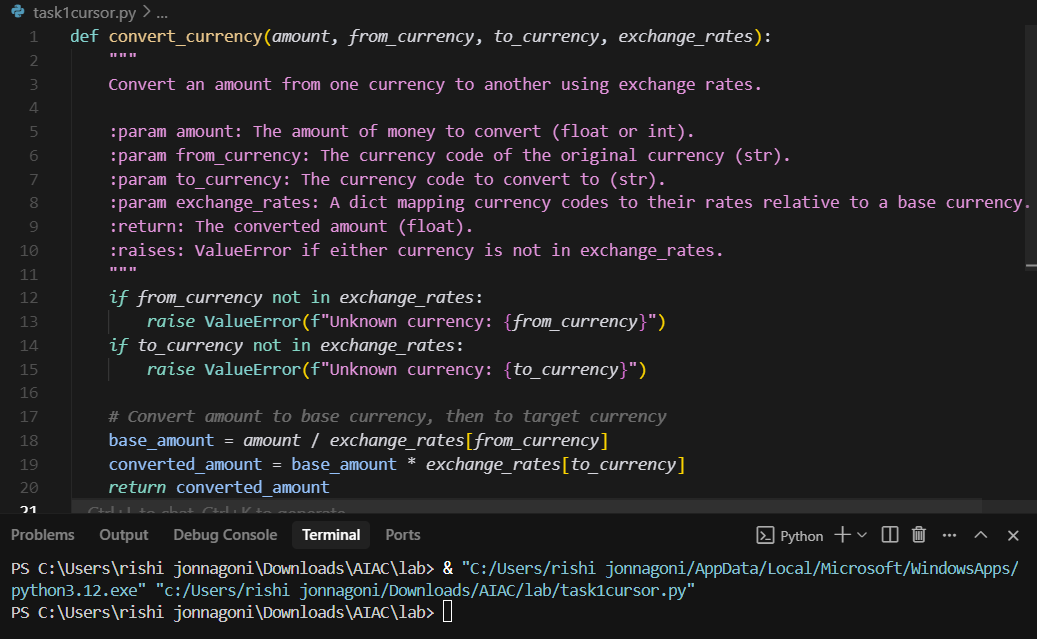 task1cursor.py > ...
1 def convert_currency(amount, from_currency, to_currency, exchange_rates):
2     """
3     Convert an amount from one currency to another using exchange rates.
4
5     :param amount: The amount of money to convert (float or int).
6     :param from_currency: The currency code of the original currency (str).
7     :param to_currency: The currency code to convert to (str).
8     :param exchange_rates: A dict mapping currency codes to their rates relative to a base currency.
9     :return: The converted amount (float).
10     :raises: ValueError if either currency is not in exchange_rates.
11     """
12     if from_currency not in exchange_rates:
13         raise ValueError(f"Unknown currency: {from_currency}")
14     if to_currency not in exchange_rates:
15         raise ValueError(f"Unknown currency: {to_currency}")
16
17     # Convert amount to base currency, then to target currency
18     base_amount = amount / exchange_rates[from_currency]
19     converted_amount = base_amount * exchange_rates[to_currency]
20     return converted_amount
21 Ctrl+L to chat, Ctrl+K to generate
Problems Output Debug Console Terminal Ports Python
PS C:\Users\rishi jonnagoni\Downloads\AIAC\lab> & "C:/Users/rishi jonnagoni/AppData/Local/Microsoft/WindowsApps/
python3.12.exe" "c:/Users/rishi jonnagoni/Downloads/AIAC/lab/task1cursor.py"
PS C:\Users\rishi jonnagoni\Downloads\AIAC\lab>